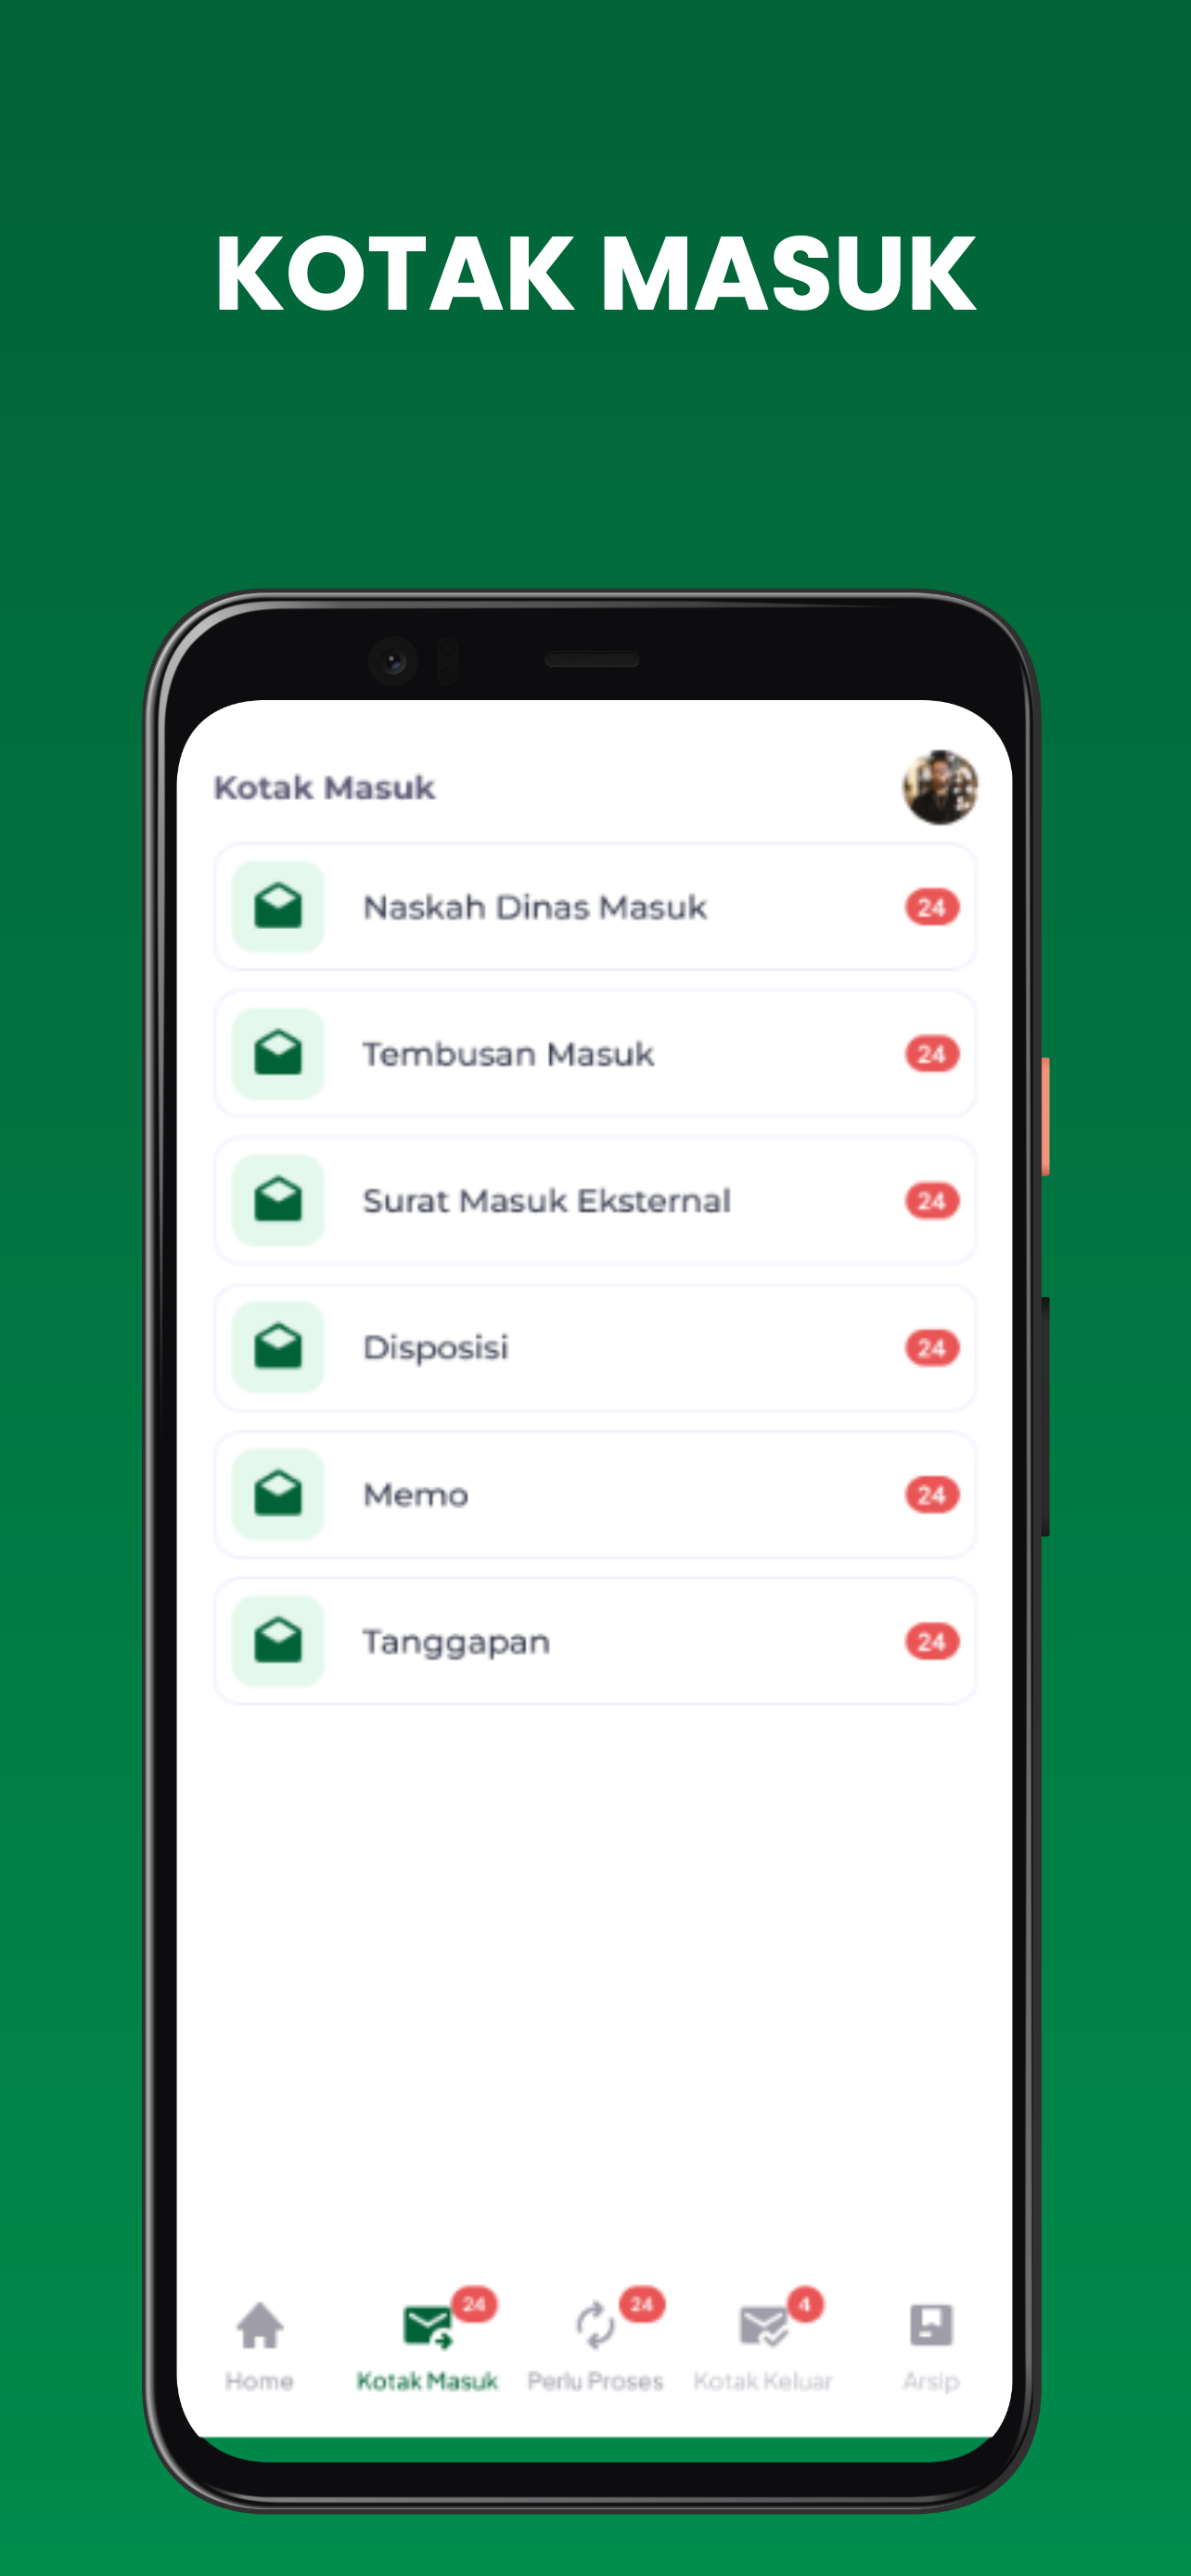 KOTAK MASUK
Kotak Masuk
Naskah Dinas Masuk 24
Tembusan Masuk 24
Surat Masuk Eksternal 24
Disposisi 24
Memo 24
Tanggapan 24
24 24 4
Home Kotak Masuk Perlu Proses Kotak Keluar Arsip